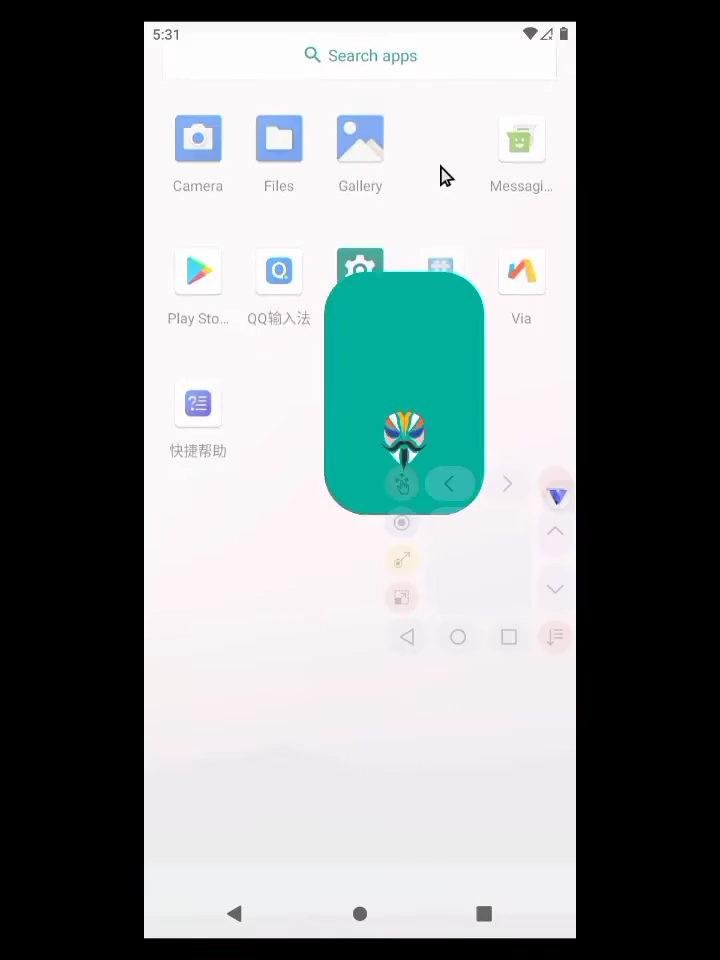 5:31
Search apps
Camera
Files
Gallery
Messagi...
Play Sto...
QQ输入法
Via
快捷帮助